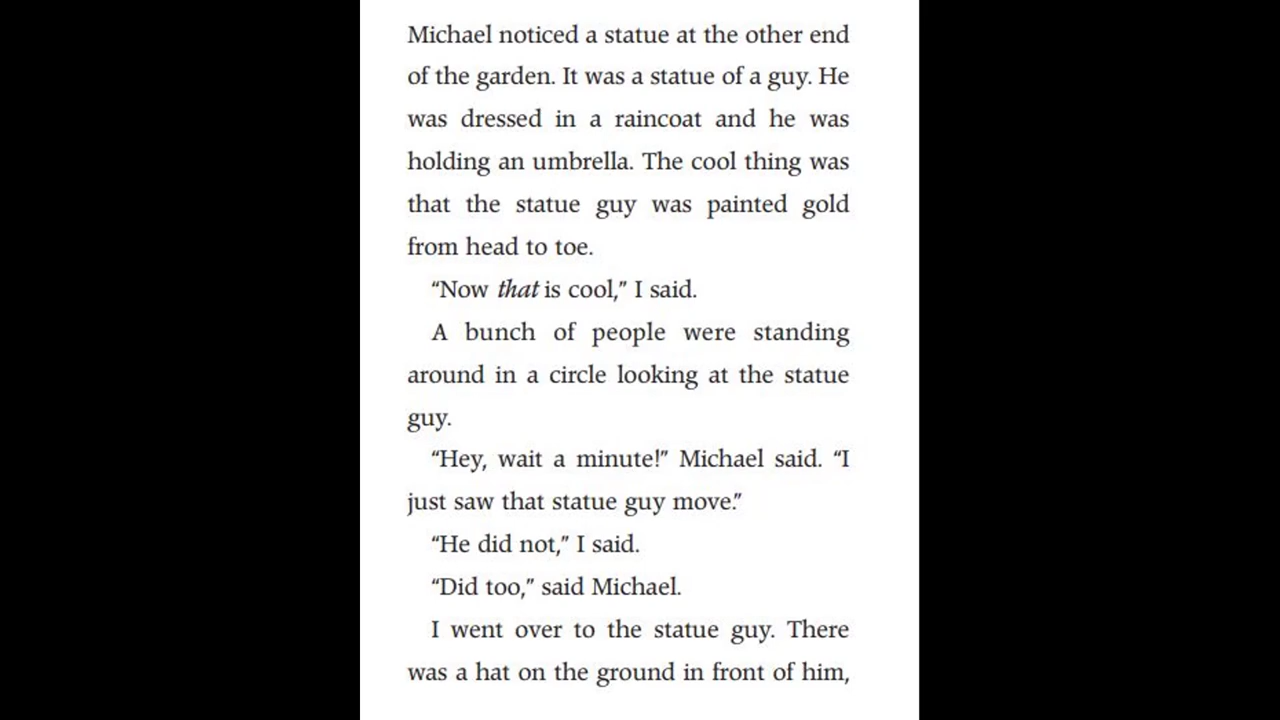 Michael noticed a statue at the other end
of the garden. It was a statue of a guy. He
was dressed in a raincoat and he was
holding an umbrella. The cool thing was
that the statue guy was painted gold
from head to toe.
“Now that is cool,” I said.
A bunch of people were standing
around in a circle looking at the statue
guy.
“Hey, wait a minute!” Michael said. “I
just saw that statue guy move.”
“He did not,” I said.
“Did too,” said Michael.
I went over to the statue guy. There
was a hat on the ground in front of him,